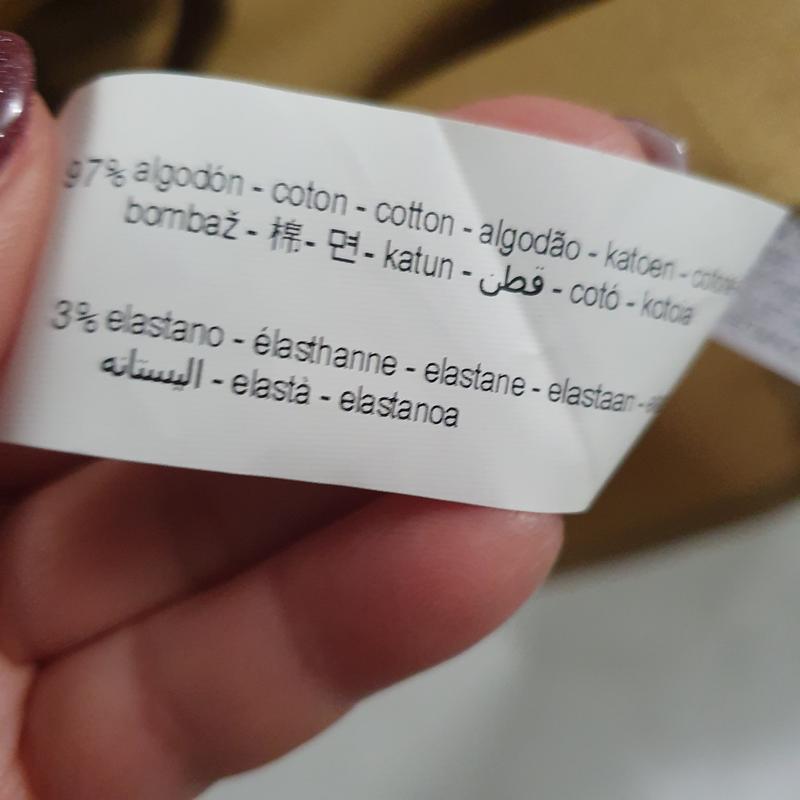 97% algodón - coton - cotton - algodão - katoen -
bombaž - 棉 - 면 - katun - قطن - cotó - kotoia
3% elastano - élasthanne - elastane - elastaan -
اليستانه - elastà - elastanoa